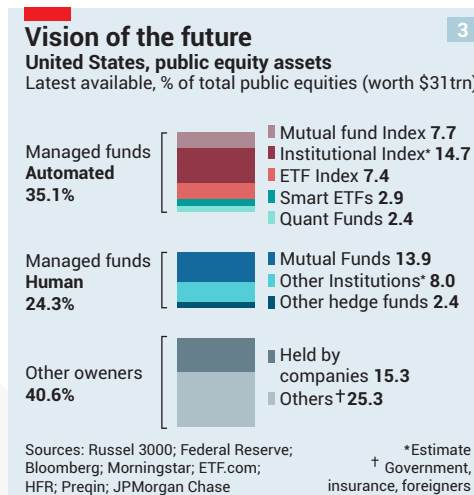 3
Vision of the future
United States, public equity assets
Latest available, % of total public equities (worth $31trn)
Managed funds
Automated
35.1%
Mutual fund Index 7.7
Institutional Index* 14.7
ETF Index 7.4
Smart ETFs 2.9
Quant Funds 2.4
Managed funds
Human
24.3%
Mutual Funds 13.9
Other Institutions* 8.0
Other hedge funds 2.4
Other oweners
40.6%
Held by
companies 15.3
Others† 25.3
Sources: Russel 3000; Federal Reserve;
Bloomberg; Morningstar; ETF.com;
HFR; Preqin; JPMorgan Chase
*Estimate
† Government,
insurance, foreigners